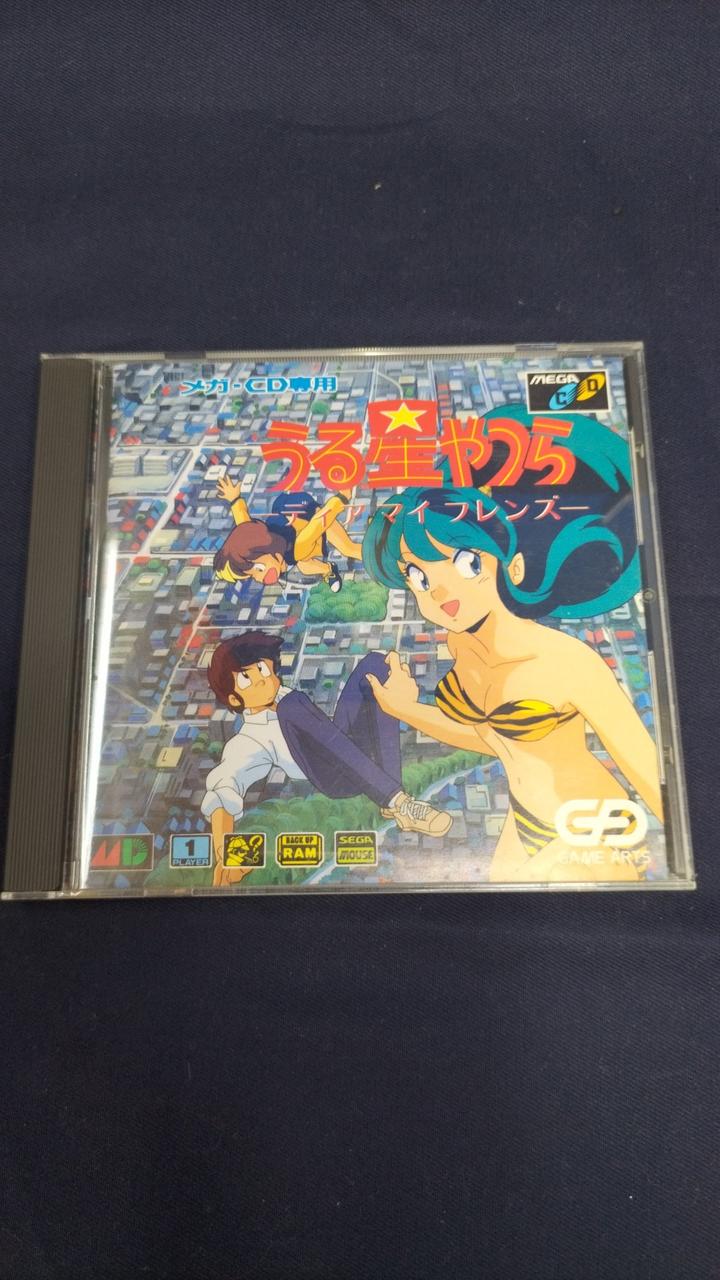 メガ-CD専用
MEGA
CD
うる星やつら
―ディア マイ フレンズ―
MD
1
PLAYER
BACK UP
RAM
SEGA
MOUSE
GAME ARTS